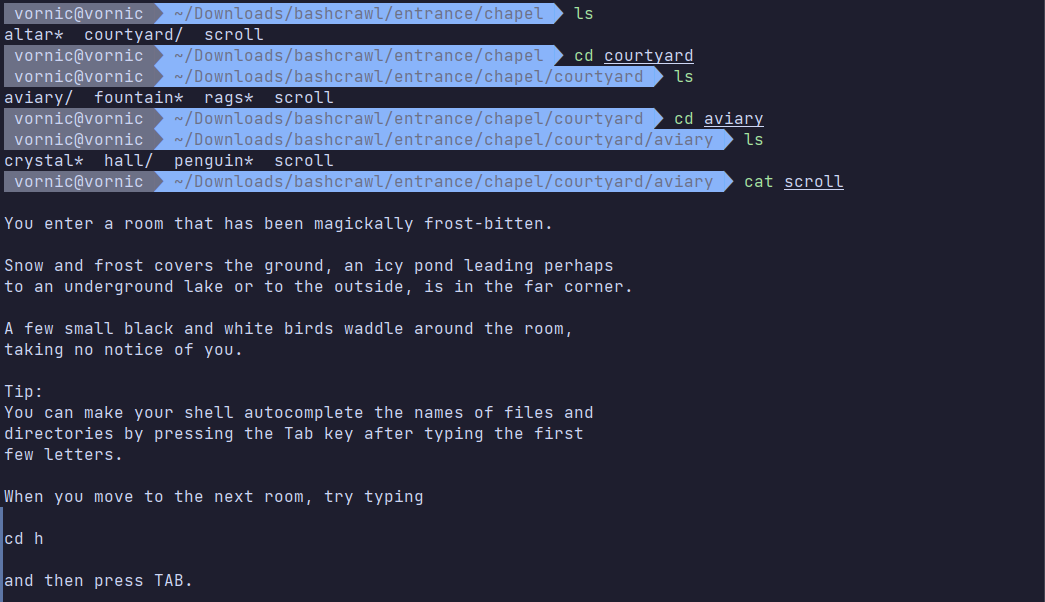 vornic@vornic ~/Downloads/bashcrawl/entrance/chapel ls
altar*  courtyard/  scroll
vornic@vornic ~/Downloads/bashcrawl/entrance/chapel cd courtyard
vornic@vornic ~/Downloads/bashcrawl/entrance/chapel/courtyard ls
aviary/  fountain*  rags*  scroll
vornic@vornic ~/Downloads/bashcrawl/entrance/chapel/courtyard cd aviary
vornic@vornic ~/Downloads/bashcrawl/entrance/chapel/courtyard/aviary ls
crystal*  hall/  penguin*  scroll
vornic@vornic ~/Downloads/bashcrawl/entrance/chapel/courtyard/aviary cat scroll
You enter a room that has been magickally frost-bitten.
Snow and frost covers the ground, an icy pond leading perhaps
to an underground lake or to the outside, is in the far corner.
A few small black and white birds waddle around the room,
taking no notice of you.
Tip:
You can make your shell autocomplete the names of files and
directories by pressing the Tab key after typing the first
few letters.
When you move to the next room, try typing
cd h
and then press TAB.